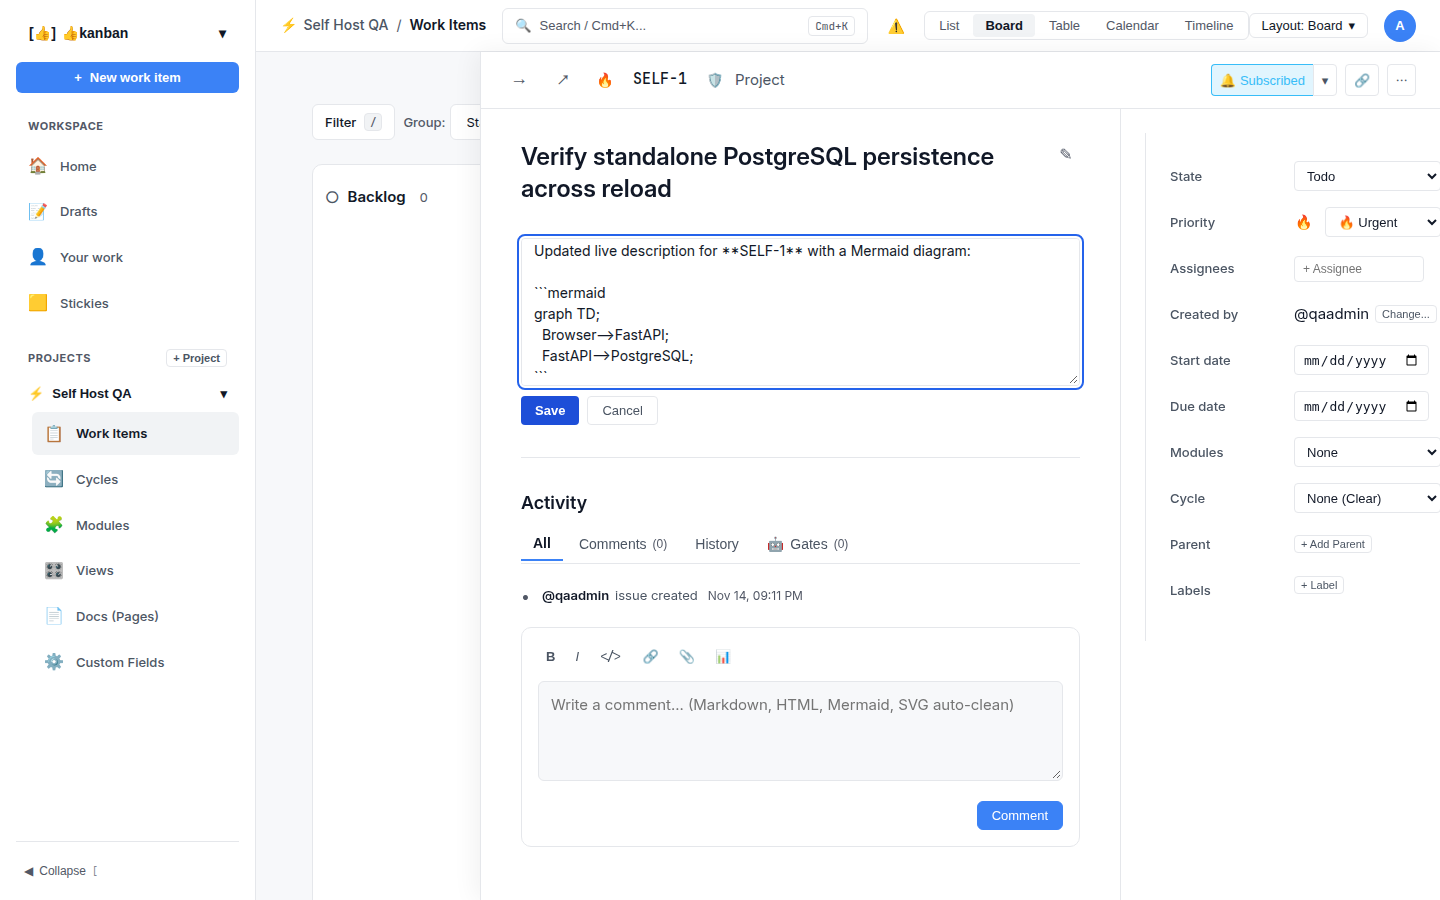 [👍] 👍kanban ▾
+ New work item
WORKSPACE
🏠 Home
📝 Drafts
👤 Your work
🟨 Stickies
PROJECTS + Project
⚡ Self Host QA ▾
📋 Work Items
🔄 Cycles
🧩 Modules
🎛️ Views
📄 Docs (Pages)
⚙️ Custom Fields
◀ Collapse [
⚡ Self Host QA / Work Items
🔍 Search / Cmd+K... Cmd+K
⚠️
List Board Table Calendar Timeline
Layout: Board ▾
A
Filter /
Group: St
Backlog 0
→ ↗ 🔥 SELF-1 🛡️ Project
🔔 Subscribed ▾ 🔗 ···
Verify standalone PostgreSQL persistence
across reload
✎
Updated live description for **SELF-1** with a Mermaid diagram:
```mermaid
graph TD;
Browser-->FastAPI;
FastAPI-->PostgreSQL;
```
Save Cancel
Activity
All Comments (0) History 🤖 Gates (0)
• @qaadmin issue created Nov 14, 09:11 PM
B I </> 🔗 📎 📊
Write a comment... (Markdown, HTML, Mermaid, SVG auto-clean)
Comment
State Todo
Priority 🔥 🔥 Urgent
Assignees + Assignee
Created by @qaadmin Change...
Start date mm/dd/yyyy
Due date mm/dd/yyyy
Modules None
Cycle None (Clear)
Parent + Add Parent
Labels + Label